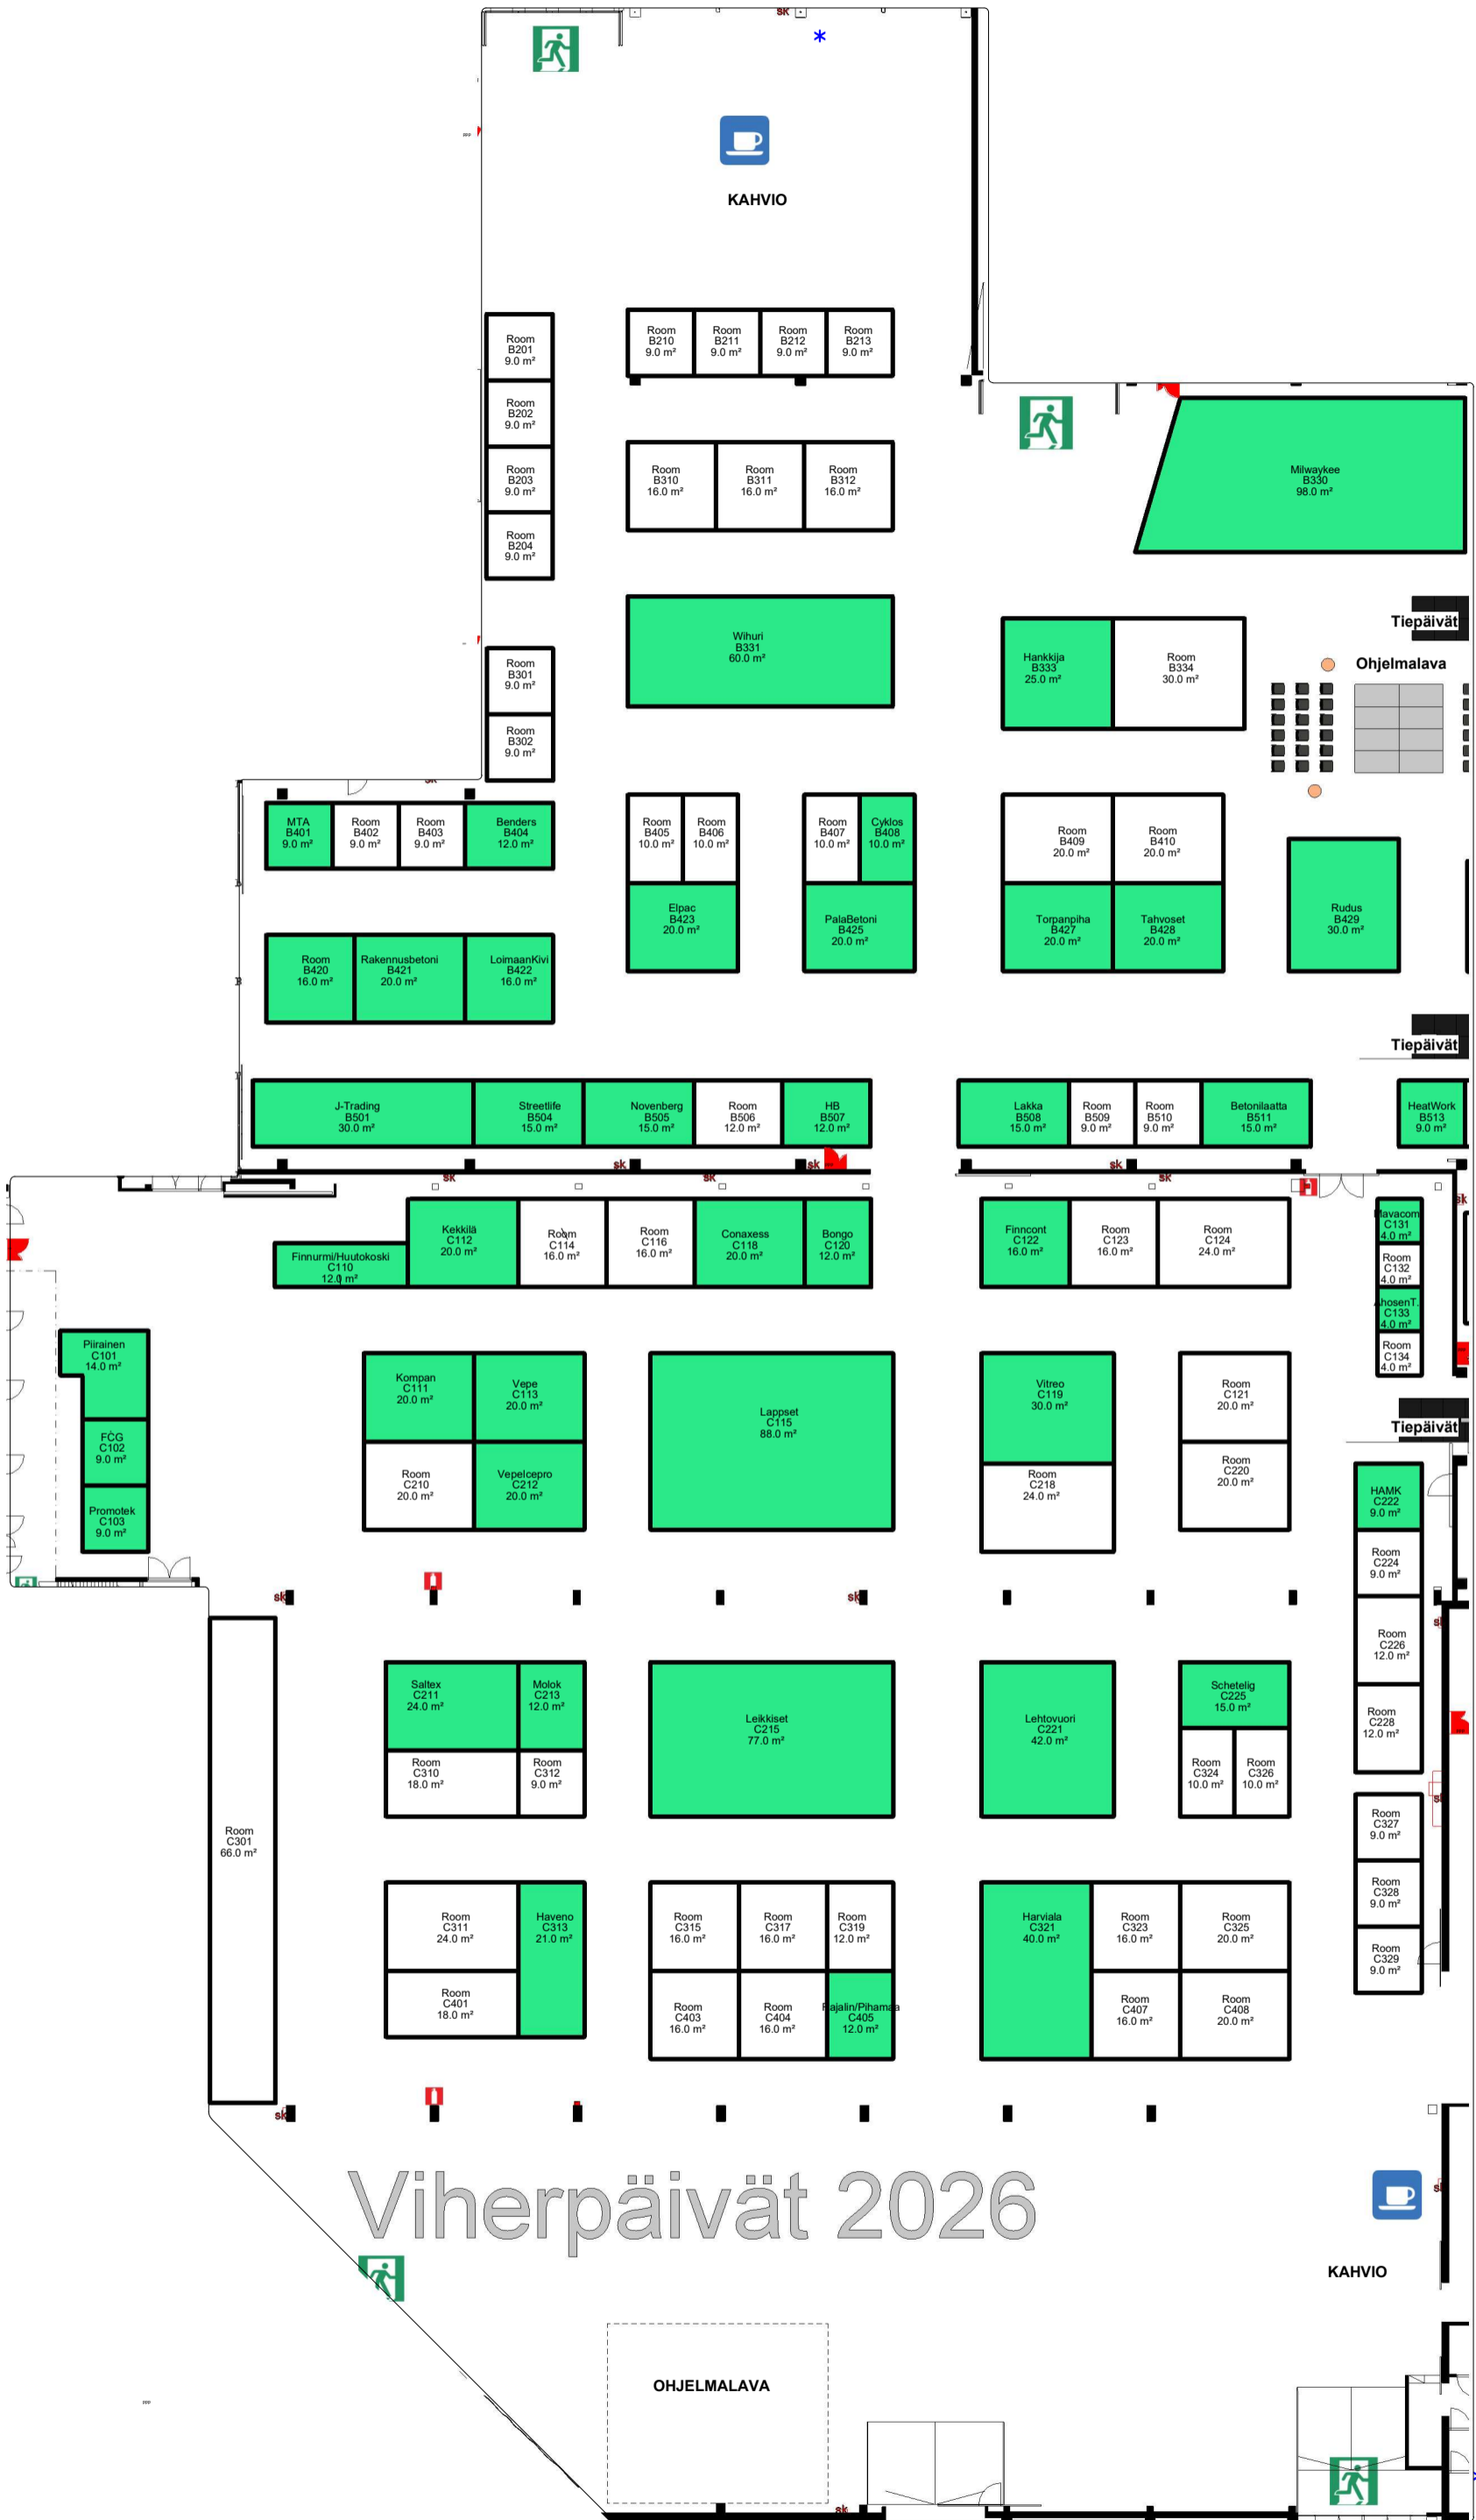 sk
KAHVIO
Room
B201
9.0 m²
Room
B202
9.0 m²
Room
B203
9.0 m²
Room
B204
9.0 m²
Room
B210
9.0 m²
Room
B211
9.0 m²
Room
B212
9.0 m²
Room
B213
9.0 m²
Room
B310
16.0 m²
Room
B311
16.0 m²
Room
B312
16.0 m²
Milwaykee
B330
98.0 m²
Wihuri
B331
60.0 m²
Hankkija
B333
25.0 m²
Room
B334
30.0 m²
Tiepäivät
Ohjelmalava
Room
B301
9.0 m²
Room
B302
9.0 m²
MTA
B401
9.0 m²
Room
B402
9.0 m²
Room
B403
9.0 m²
Benders
B404
12.0 m²
Room
B405
10.0 m²
Room
B406
10.0 m²
Room
B407
10.0 m²
Cyklos
B408
10.0 m²
Room
B409
20.0 m²
Room
B410
20.0 m²
Elpac
B423
20.0 m²
PalaBetoni
B425
20.0 m²
Torpanpiha
B427
20.0 m²
Tahvoset
B428
20.0 m²
Rudus
B429
30.0 m²
Room
B420
16.0 m²
Rakennusbetoni
B421
20.0 m²
LoimaanKivi
B422
16.0 m²
Tiepäivät
J-Trading
B501
30.0 m²
Streetlife
B504
15.0 m²
Novenberg
B505
15.0 m²
Room
B506
12.0 m²
HB
B507
12.0 m²
Lakka
B508
15.0 m²
Room
B509
9.0 m²
Room
B510
9.0 m²
Betonilaatta
B511
15.0 m²
HeatWork
B513
9.0 m²
sk
sk
sk
sk
sk
sk
sk
Finnurmi/Huutokoski
C110
12.0 m²
Kekkilä
C112
20.0 m²
Room
C114
16.0 m²
Room
C116
16.0 m²
Conaxess
C118
20.0 m²
Bongo
C120
12.0 m²
Finncont
C122
16.0 m²
Room
C123
16.0 m²
Room
C124
24.0 m²
C131
4.0 m²
Room
C132
4.0 m²
C133
4.0 m²
Room
C134
4.0 m²
Piirainen
C101
14.0 m²
FCG
C102
9.0 m²
Promotek
C103
9.0 m²
Kompan
C111
20.0 m²
Vepe
C113
20.0 m²
Room
C210
20.0 m²
VepeIcepro
C212
20.0 m²
Lappset
C115
88.0 m²
Vitreo
C119
30.0 m²
Room
C218
24.0 m²
Room
C121
20.0 m²
Room
C220
20.0 m²
Tiepäivät
HAMK
C222
9.0 m²
Room
C224
9.0 m²
Room
C226
12.0 m²
Room
C228
12.0 m²
sk
sk
Saltex
C211
24.0 m²
Molok
C213
12.0 m²
Room
C310
18.0 m²
Room
C312
9.0 m²
Leikkiset
C215
77.0 m²
Lehtovuori
C221
42.0 m²
Schetelig
C225
15.0 m²
Room
C324
10.0 m²
Room
C326
10.0 m²
Room
C327
9.0 m²
Room
C328
9.0 m²
Room
C329
9.0 m²
Room
C301
66.0 m²
Room
C311
24.0 m²
Haveno
C313
21.0 m²
Room
C401
18.0 m²
Room
C315
16.0 m²
Room
C317
16.0 m²
Room
C319
12.0 m²
Room
C403
16.0 m²
Room
C404
16.0 m²
C405
12.0 m²
Harviala
C321
40.0 m²
Room
C323
16.0 m²
Room
C325
20.0 m²
Room
C407
16.0 m²
Room
C408
20.0 m²
sk
Viherpäivät 2026
KAHVIO
OHJELMALAVA
sk